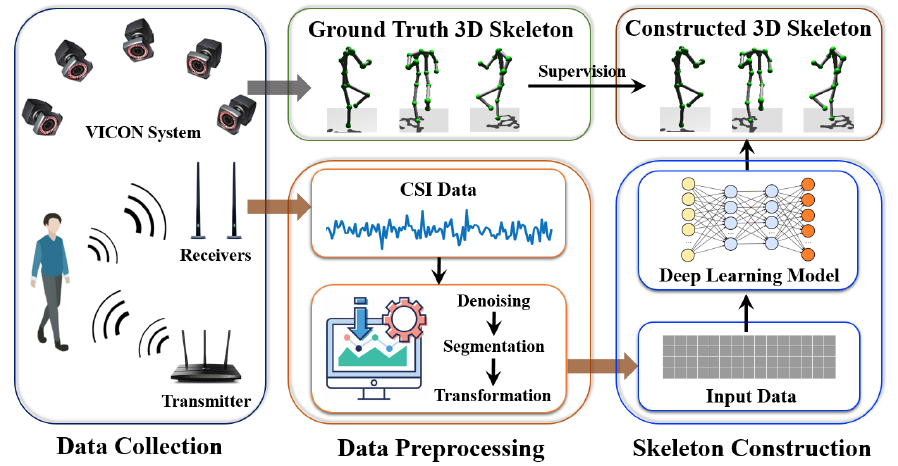 Ground Truth 3D Skeleton
Constructed 3D Skeleton
Supervision
VICON System
CSI Data
Receivers
Deep Learning Model
Denoising
Segmentation
Transformation
Transmitter
Input Data
Data Collection
Data Preprocessing
Skeleton Construction